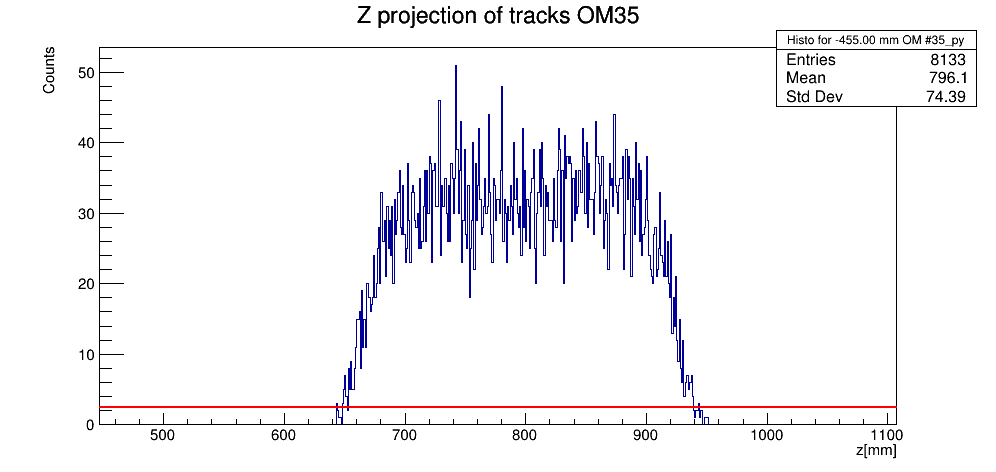 Z projection of tracks OM35
Histo for -455.00 mm OM #35_py
Entries 8133
Mean 796.1
Std Dev 74.39
Counts
50
40
30
20
10
0
500 600 700 800 900 1000 1100
z[mm]